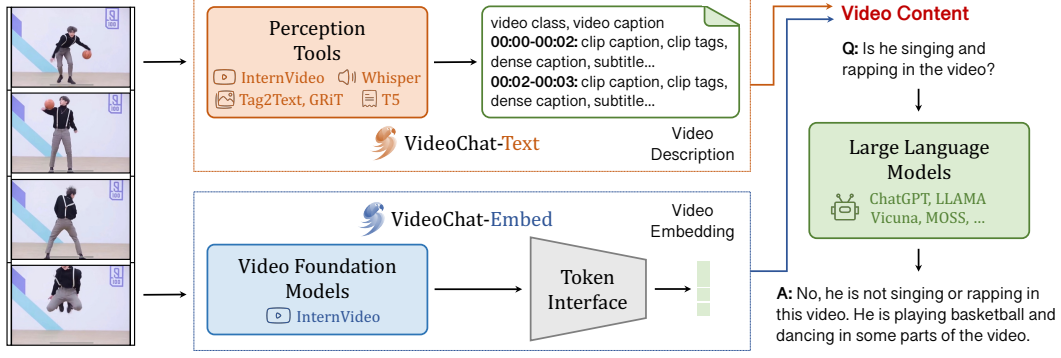 Perception
Tools
InternVideo
Whisper
Tag2Text, GRiT
T5
video class, video caption
00:00-00:02: clip caption, clip tags,
dense caption, subtitle...
00:02-00:03: clip caption, clip tags,
dense caption, subtitle...
VideoChat-Text
Video
Description
VideoChat-Embed
Video
Embedding
Video Foundation
Models
InternVideo
Token
Interface
Video Content
Q: Is he singing and
rapping in the video?
Large Language
Models
ChatGPT, LLAMA
Vicuna, MOSS, ...
A: No, he is not singing or rapping in
this video. He is playing basketball and
dancing in some parts of the video.